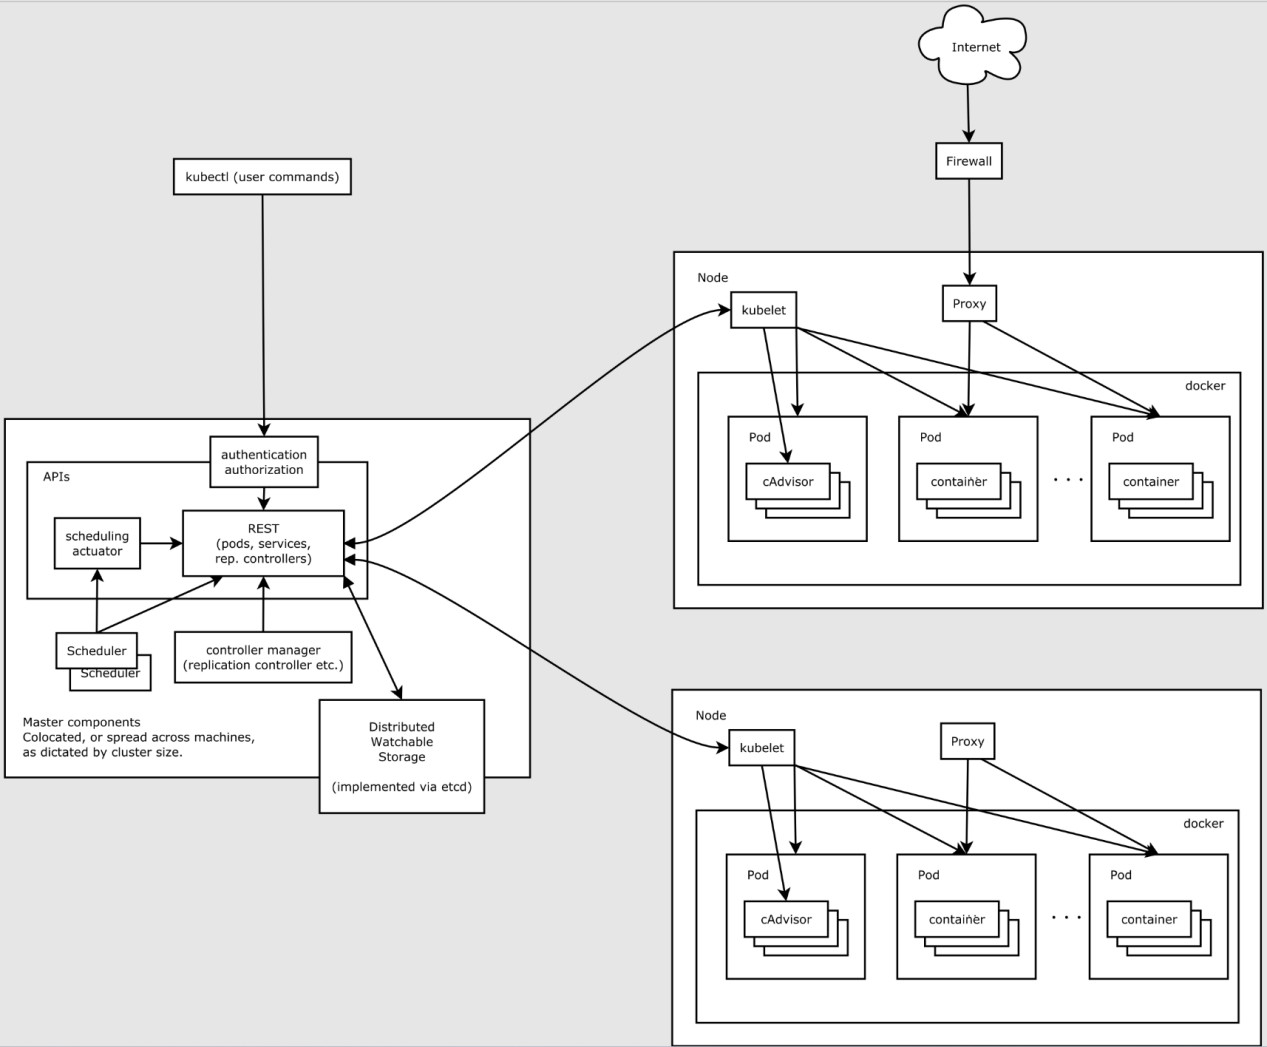 Internet
Firewall
kubectl (user commands)
Node
kubelet
Proxy
docker
Pod
cAdvisor
Pod
container
. . .
Pod
container
authentication
authorization
APIs
scheduling
actuator
REST
(pods, services,
rep. controllers)
Scheduler
Scheduler
controller manager
(replication controller etc.)
Master components
Colocated, or spread across machines,
as dictated by cluster size.
Distributed
Watchable
Storage
(implemented via etcd)
Node
kubelet
Proxy
docker
Pod
cAdvisor
Pod
container
. . .
Pod
container